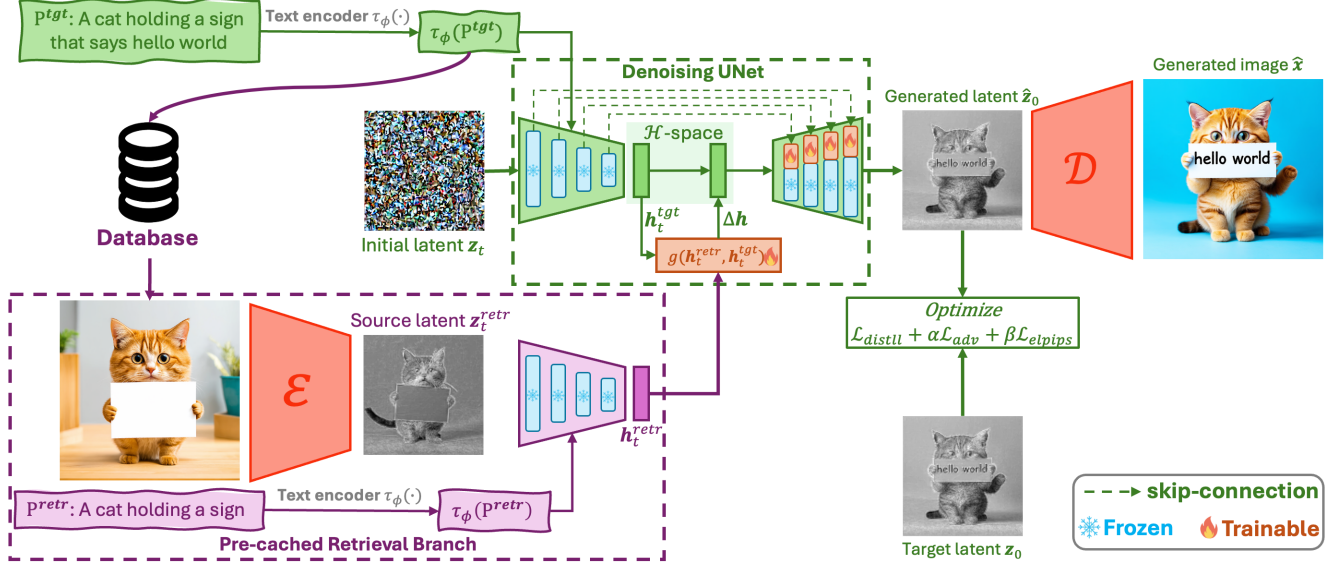 P^tgt: A cat holding a sign
that says hello world
Text encoder τ_ϕ(·)
τ_ϕ(P^tgt)
Denoising UNet
ℋ-space
h_t^tgt
Δh
g(h_t^retr, h_t^tgt)
Initial latent z_t
Database
Generated latent ẑ_0
hello world
𝒟
Generated image x̂
hello world
Optimize
ℒ_distll + αℒ_adv + βℒ_elpips
hello world
Target latent z_0
Source latent z_t^retr
ℰ
h_t^retr
P^retr: A cat holding a sign
Text encoder τ_ϕ(·)
τ_ϕ(P^retr)
Pre-cached Retrieval Branch
skip-connection
Frozen
Trainable